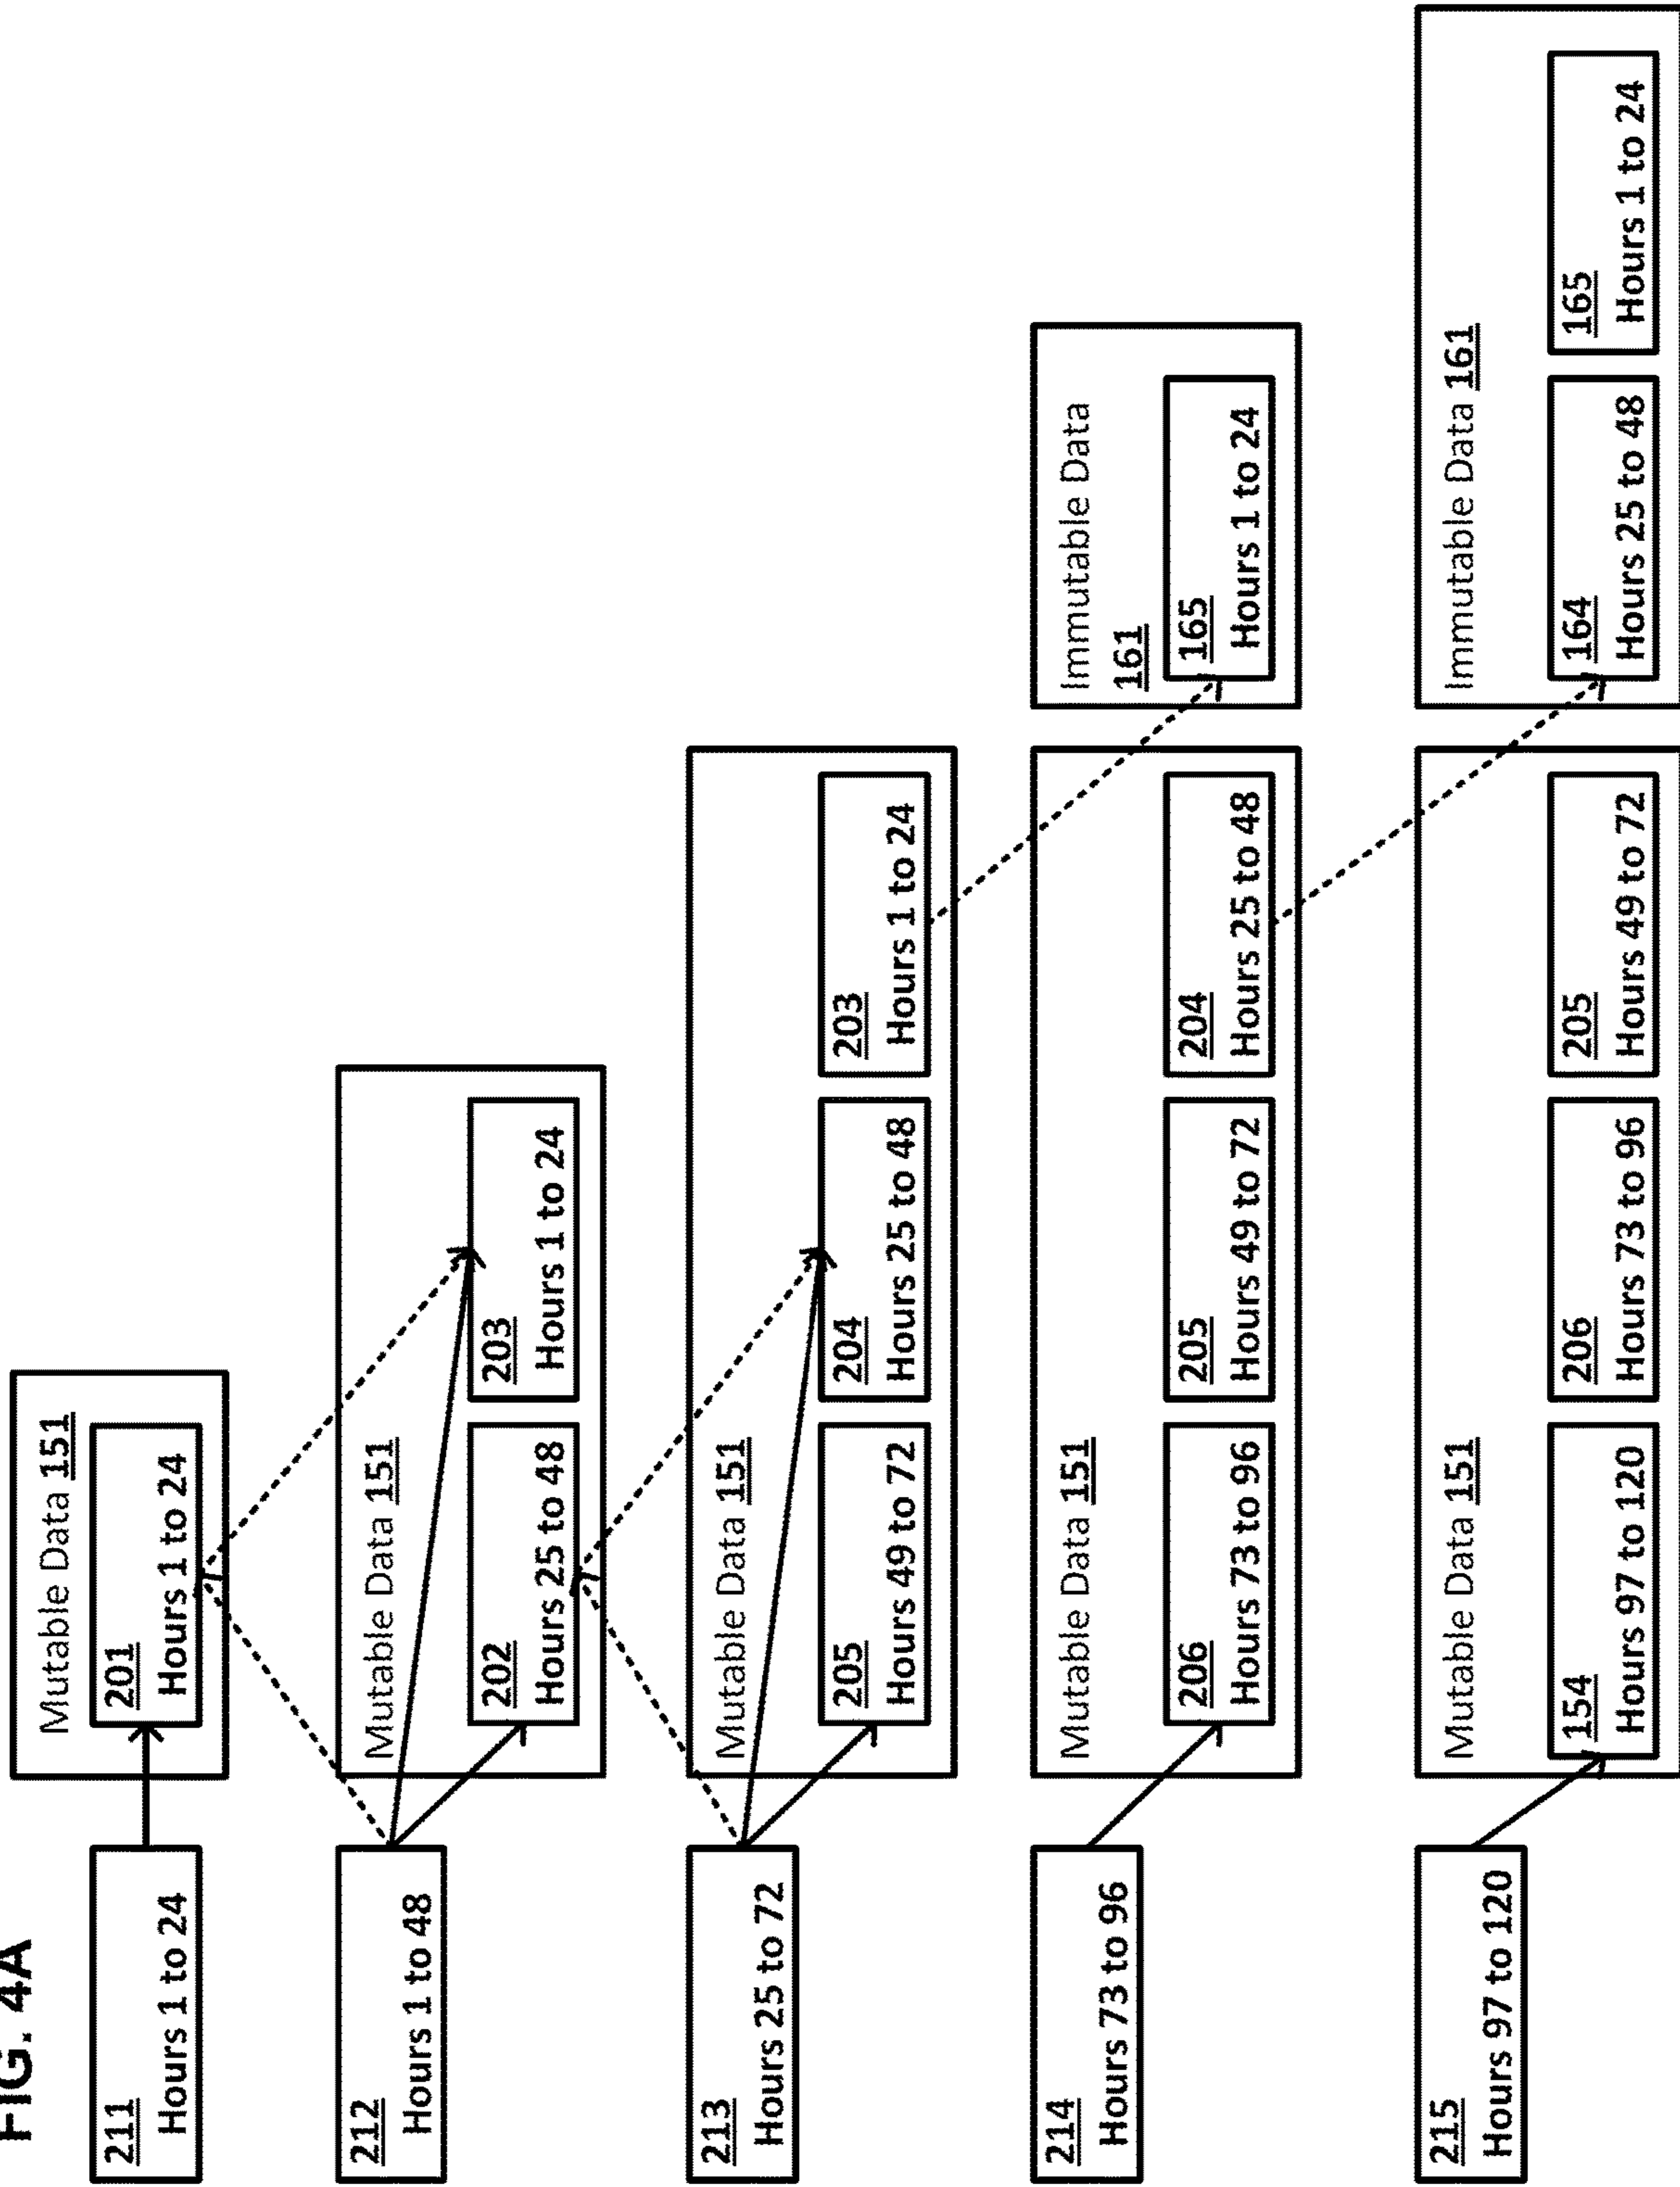 FIG. 4A
211
Hours 1 to 24
Mutable Data 151
201
Hours 1 to 24
212
Hours 1 to 48
Mutable Data 151
202
Hours 25 to 48
203
Hours 1 to 24
213
Hours 25 to 72
Mutable Data 151
205
Hours 49 to 72
204
Hours 25 to 48
203
Hours 1 to 24
214
Hours 73 to 96
Mutable Data 151
206
Hours 73 to 96
205
Hours 49 to 72
204
Hours 25 to 48
Immutable Data
161
165
Hours 1 to 24
215
Hours 97 to 120
Mutable Data 151
154
Hours 97 to 120
206
Hours 73 to 96
205
Hours 49 to 72
Immutable Data 161
164
Hours 25 to 48
165
Hours 1 to 24